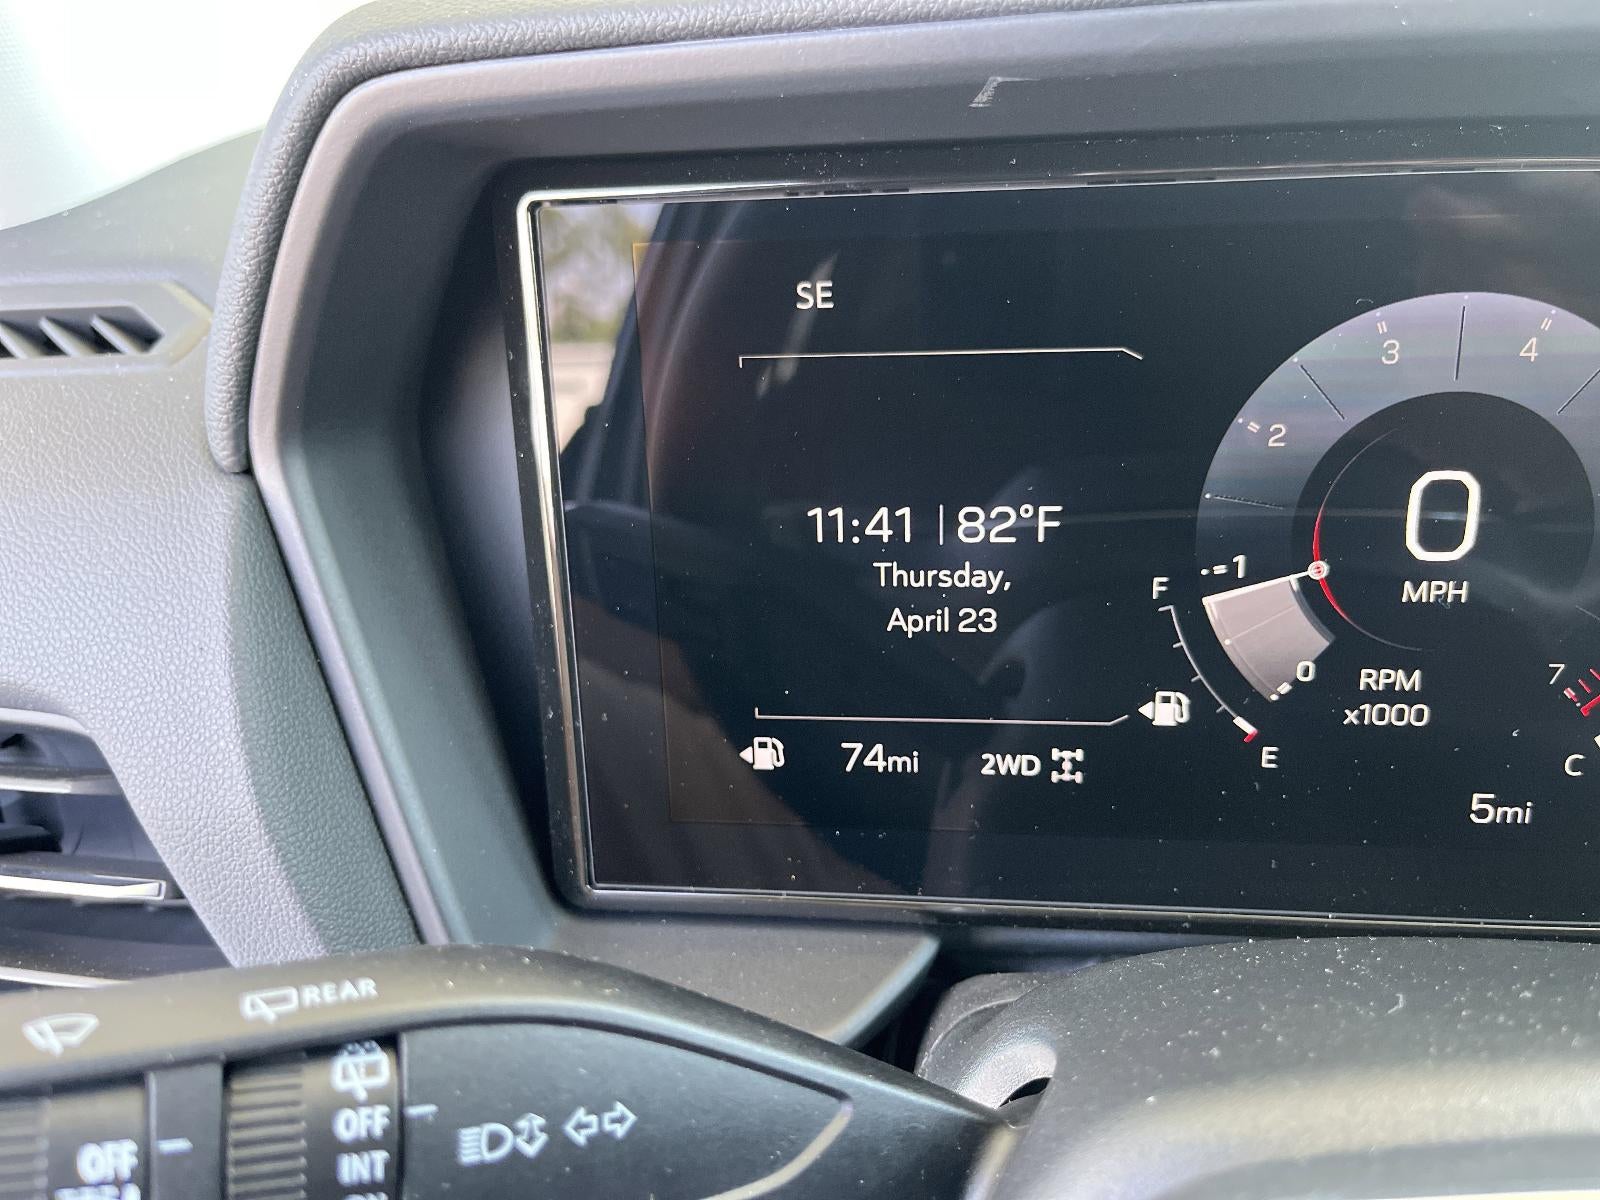 SE
3
4
2
11:41 | 82°F
0
Thursday,
F
1
MPH
April 23
0
RPM
7
x1000
74mi
2WD
E
C
5mi
REAR
OFF
OFF
INT